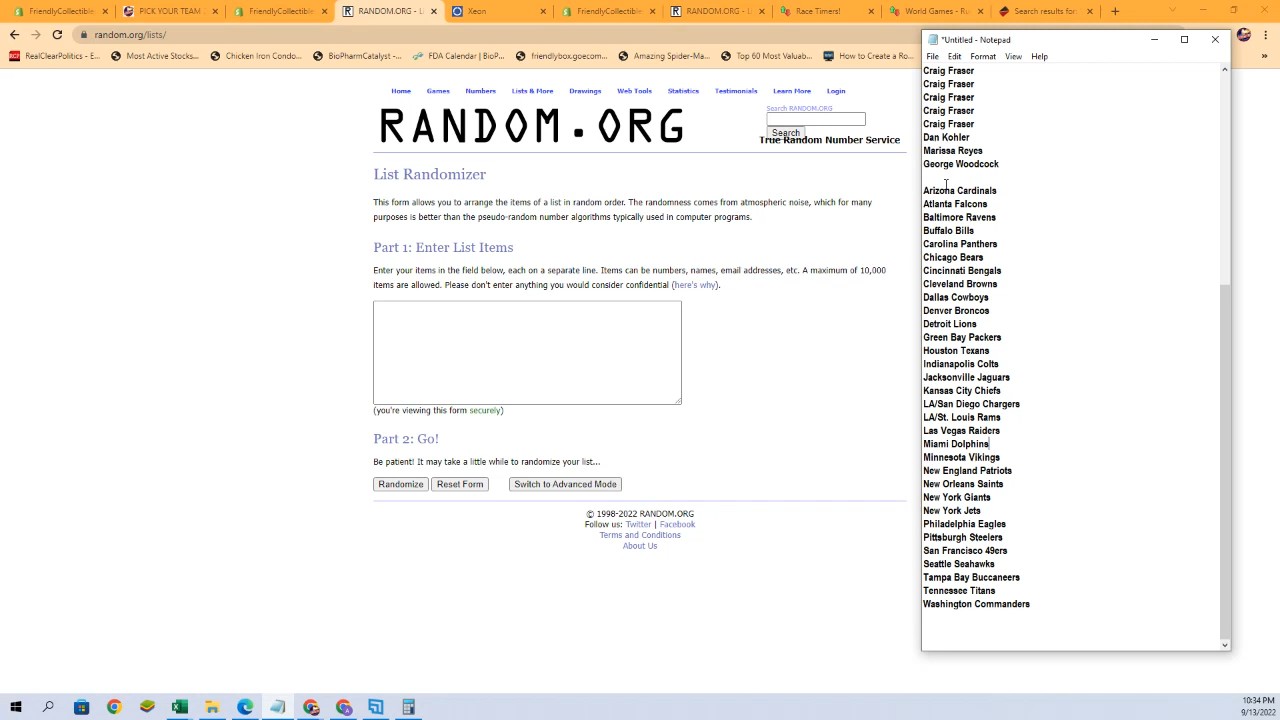 FriendlyCollectible
PICK YOUR TEAM
FriendlyCollectible
RANDOM.ORG - L
Xeon
FriendlyCollectible
RANDOM.ORG - L
Search Results for
World Games - Ru
Search results for:
random.org/lists/
RealClearPolitics - E...
Most Active Stocks...
Chicken Iron Condo...
BioPharmCatalyst -...
FDA Calendar | BioP...
friendlybox.goecom...
Amazing Spider-Man...
Top 60 Most Valuabl...
How to Create a Ro...
Home Games Numbers Lists & More Drawings Web Tools Statistics Testimonials Learn More Login
RANDOM.ORG
Search RANDOM.ORG
Search
True Random Number Service
List Randomizer
This form allows you to arrange the items of a list in random order. The randomness comes from atmospheric noise, which for many
purposes is better than the pseudo-random number algorithms typically used in computer programs.
Part 1: Enter List Items
Enter your items in the field below, each on a separate line. Items can be numbers, names, email addresses, etc. A maximum of 10,000
items are allowed. Please don't enter anything you would consider confidential (here's why).
(you're viewing this form securely)
Part 2: Go!
Be patient! It may take a little while to randomize your list...
Randomize Reset Form Switch to Advanced Mode
© 1998-2022 RANDOM.ORG
Follow us: Twitter | Facebook
Terms and Conditions
About Us
*Untitled - Notepad
File Edit Format View Help
Craig Fraser
Craig Fraser
Craig Fraser
Craig Fraser
Craig Fraser
Dan Kohler
Marissa Reyes
George Woodcock
Arizona Cardinals
Atlanta Falcons
Baltimore Ravens
Buffalo Bills
Carolina Panthers
Chicago Bears
Cincinnati Bengals
Cleveland Browns
Dallas Cowboys
Denver Broncos
Detroit Lions
Green Bay Packers
Houston Texans
Indianapolis Colts
Jacksonville Jaguars
Kansas City Chiefs
LA/San Diego Chargers
LA/St. Louis Rams
Las Vegas Raiders
Miami Dolphins
Minnesota Vikings
New England Patriots
New Orleans Saints
New York Giants
New York Jets
Philadelphia Eagles
Pittsburgh Steelers
San Francisco 49ers
Seattle Seahawks
Tampa Bay Buccaneers
Tennessee Titans
Washington Commanders
10:34 PM
9/13/2022